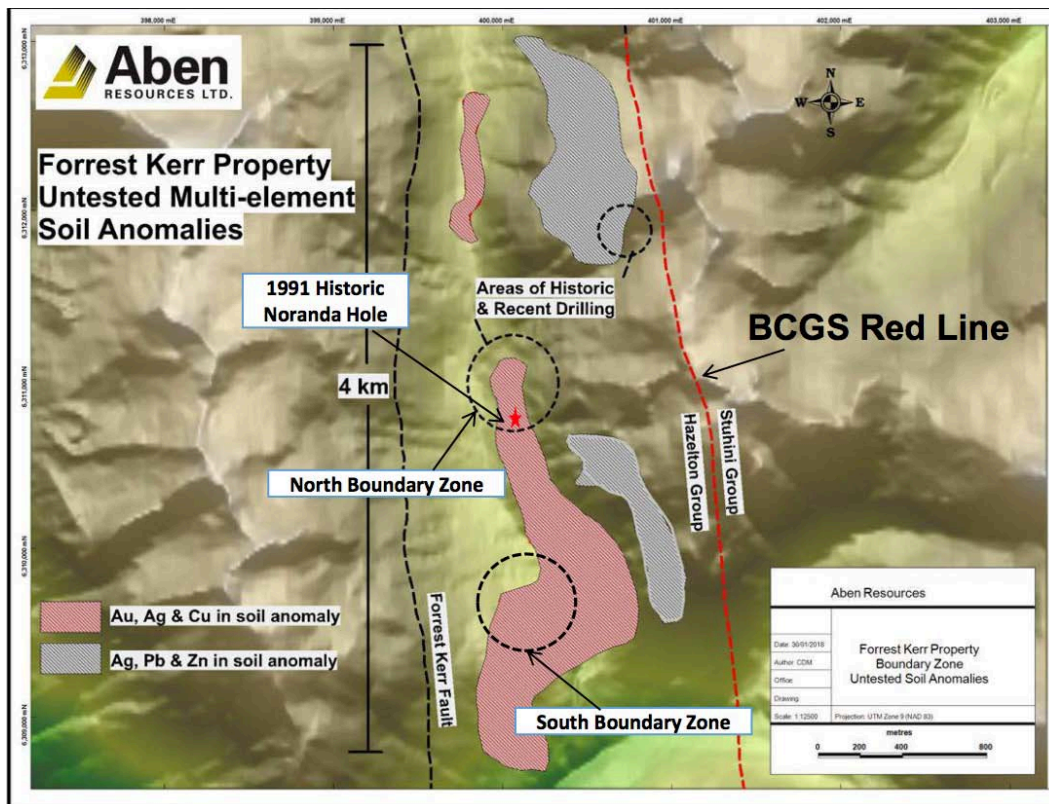 398,000 mE
399,000 mE
400,000 mE
401,000 mE
402,000 mE
403,000 mE
6,313,000 mN
6,312,000 mN
6,311,000 mN
6,310,000 mN
6,309,000 mN
Aben
RESOURCES LTD.
N
W
E
S
Forrest Kerr Property
Untested Multi-element
Soil Anomalies
1991 Historic
Noranda Hole
Areas of Historic
& Recent Drilling
BCGS Red Line
4 km
North Boundary Zone
Hazelton Group
Stuhini Group
Forrest Kerr Fault
South Boundary Zone
Au, Ag & Cu in soil anomaly
Ag, Pb & Zn in soil anomaly
Aben Resources
Date: 30/01/2018
Author: CDM
Office
Drawing
Scale: 1:12500
Forrest Kerr Property
Boundary Zone
Untested Soil Anomalies
Projection: UTM Zone 9 (NAD 83)
metres
0 200 400 800